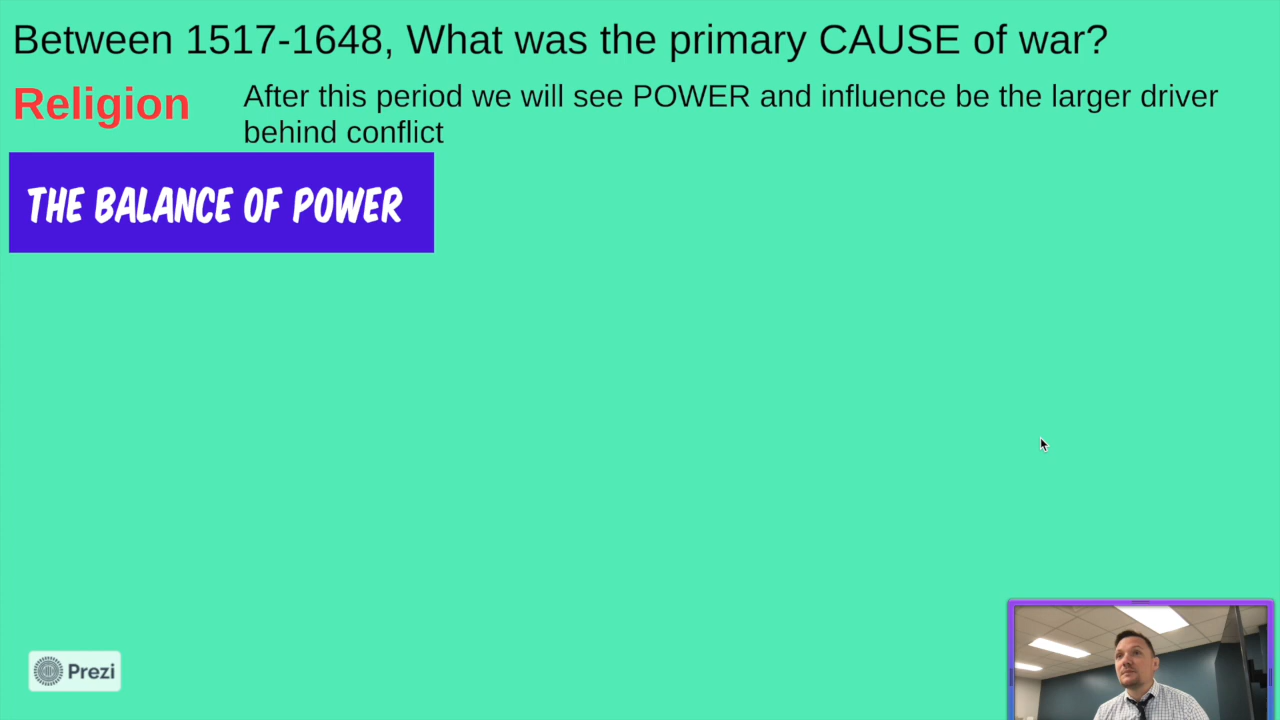 Between 1517-1648, What was the primary CAUSE of war?
Religion
After this period we will see POWER and influence be the larger driver
behind conflict
THE BALANCE OF POWER
Prezi